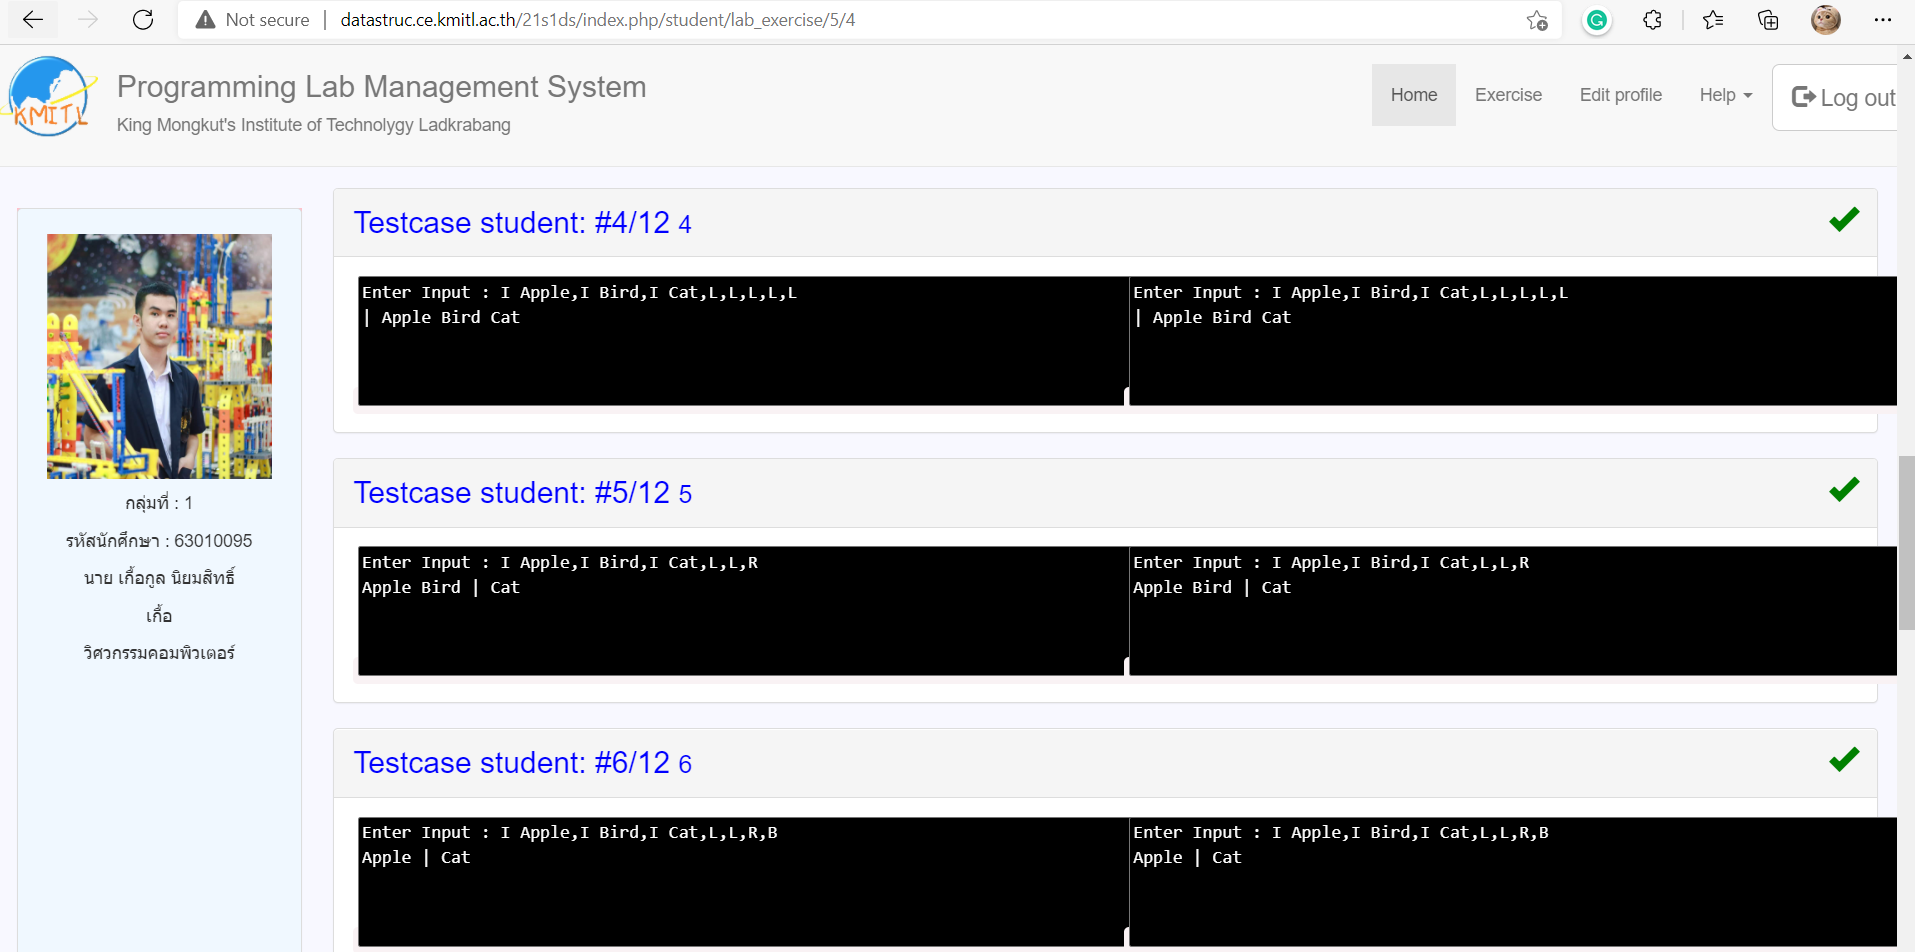 Not secure | datastruc.ce.kmitl.ac.th/21s1ds/index.php/student/lab_exercise/5/4
KMITL
Programming Lab Management System
King Mongkut's Institute of Technolygy Ladkrabang
Home
Exercise
Edit profile
Help
Log out
กลุ่มที่ : 1
รหัสนักศึกษา : 63010095
นาย เกื้อกูล นิยมสิทธิ์
เกื้อ
วิศวกรรมคอมพิวเตอร์
Testcase student: #4/12 4
Enter Input : I Apple,I Bird,I Cat,L,L,L,L,L
| Apple Bird Cat
Enter Input : I Apple,I Bird,I Cat,L,L,L,L,L
| Apple Bird Cat
Testcase student: #5/12 5
Enter Input : I Apple,I Bird,I Cat,L,L,R
Apple Bird | Cat
Enter Input : I Apple,I Bird,I Cat,L,L,R
Apple Bird | Cat
Testcase student: #6/12 6
Enter Input : I Apple,I Bird,I Cat,L,L,R,B
Apple | Cat
Enter Input : I Apple,I Bird,I Cat,L,L,R,B
Apple | Cat